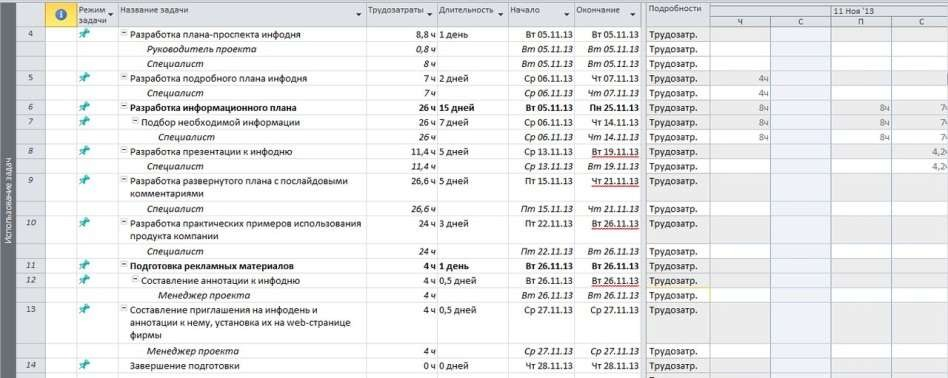 Режим задачи Название задачи Трудозатраты Длительность Начало Окончание Подробности 11 Ноя '13
Ч С П С
4 Разработка плана-проспекта инфодня 8,8 ч 1 день Вт 05.11.13 Вт 05.11.13 Трудозатр.
Руководитель проекта 0,8 ч Вт 05.11.13 Вт 05.11.13 Трудозатр.
Специалист 8 ч Вт 05.11.13 Вт 05.11.13 Трудозатр.
5 Разработка подробного плана инфодня 7 ч 2 дней Ср 06.11.13 Чт 07.11.13 Трудозатр. 4ч
Специалист 7 ч Ср 06.11.13 Чт 07.11.13 Трудозатр. 4ч
6 Разработка информационного плана 26 ч 15 дней Вт 05.11.13 Пн 25.11.13 Трудозатр. 8ч 8ч 7ч
7 Подбор необходимой информации 26 ч 7 дней Ср 06.11.13 Чт 14.11.13 Трудозатр. 8ч 8ч 7ч
Специалист 26 ч Ср 06.11.13 Чт 14.11.13 Трудозатр. 8ч 8ч 7ч
8 Разработка презентации к инфодню 11,4 ч 5 дней Ср 13.11.13 Вт 19.11.13 Трудозатр. 4,2ч
Специалист 11,4 ч Ср 13.11.13 Вт 19.11.13 Трудозатр. 4,2ч
9 Разработка развернутого плана с послайдовыми 26,6 ч 5 дней Пт 15.11.13 Чт 21.11.13 Трудозатр.
комментариями
Специалист 26,6 ч Пт 15.11.13 Чт 21.11.13 Трудозатр.
10 Разработка практических примеров использования 24 ч 3 дней Пт 22.11.13 Вт 26.11.13 Трудозатр.
продукта компании
Специалист 24 ч Пт 22.11.13 Вт 26.11.13 Трудозатр.
11 Подготовка рекламных материалов 4 ч 1 день Вт 26.11.13 Вт 26.11.13 Трудозатр.
12 Составление аннотации к инфодню 4 ч 0,5 дней Вт 26.11.13 Вт 26.11.13 Трудозатр.
Менеджер проекта 4 ч Вт 26.11.13 Вт 26.11.13 Трудозатр.
13 Составление приглашения на инфодень и 4 ч 0,5 дней Ср 27.11.13 Ср 27.11.13 Трудозатр.
аннотации к нему, установка их на web-странице
фирмы
Менеджер проекта 4 ч Ср 27.11.13 Ср 27.11.13 Трудозатр.
14 Завершение подготовки 0 ч 0 дней Чт 28.11.13 Чт 28.11.13 Трудозатр.
Использование задач